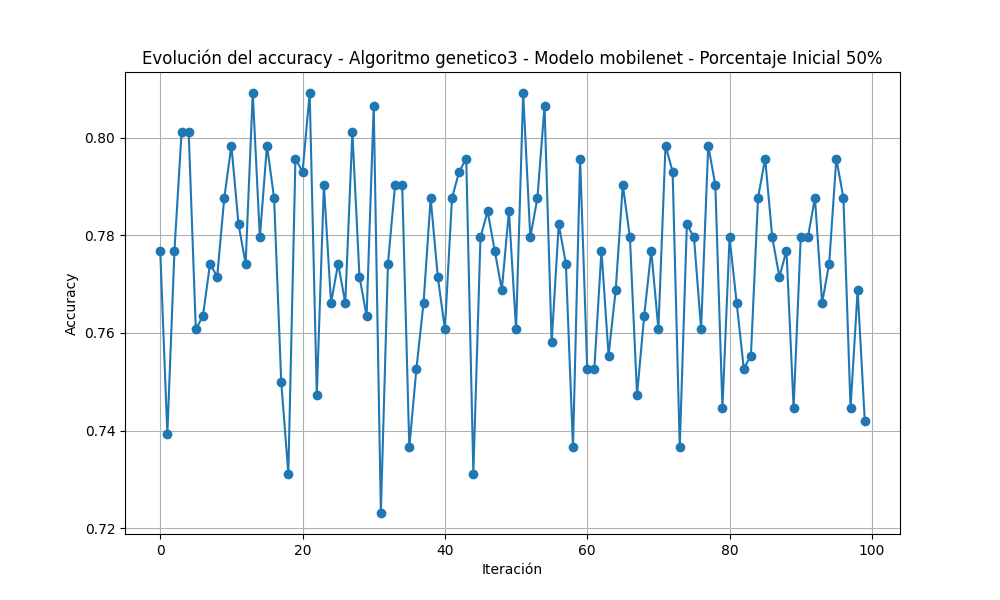 Evolución del accuracy - Algoritmo genetico3 - Modelo mobilenet - Porcentaje Inicial 50%
Accuracy
0.80
0.78
0.76
0.74
0.72
0 20 40 60 80 100
Iteración